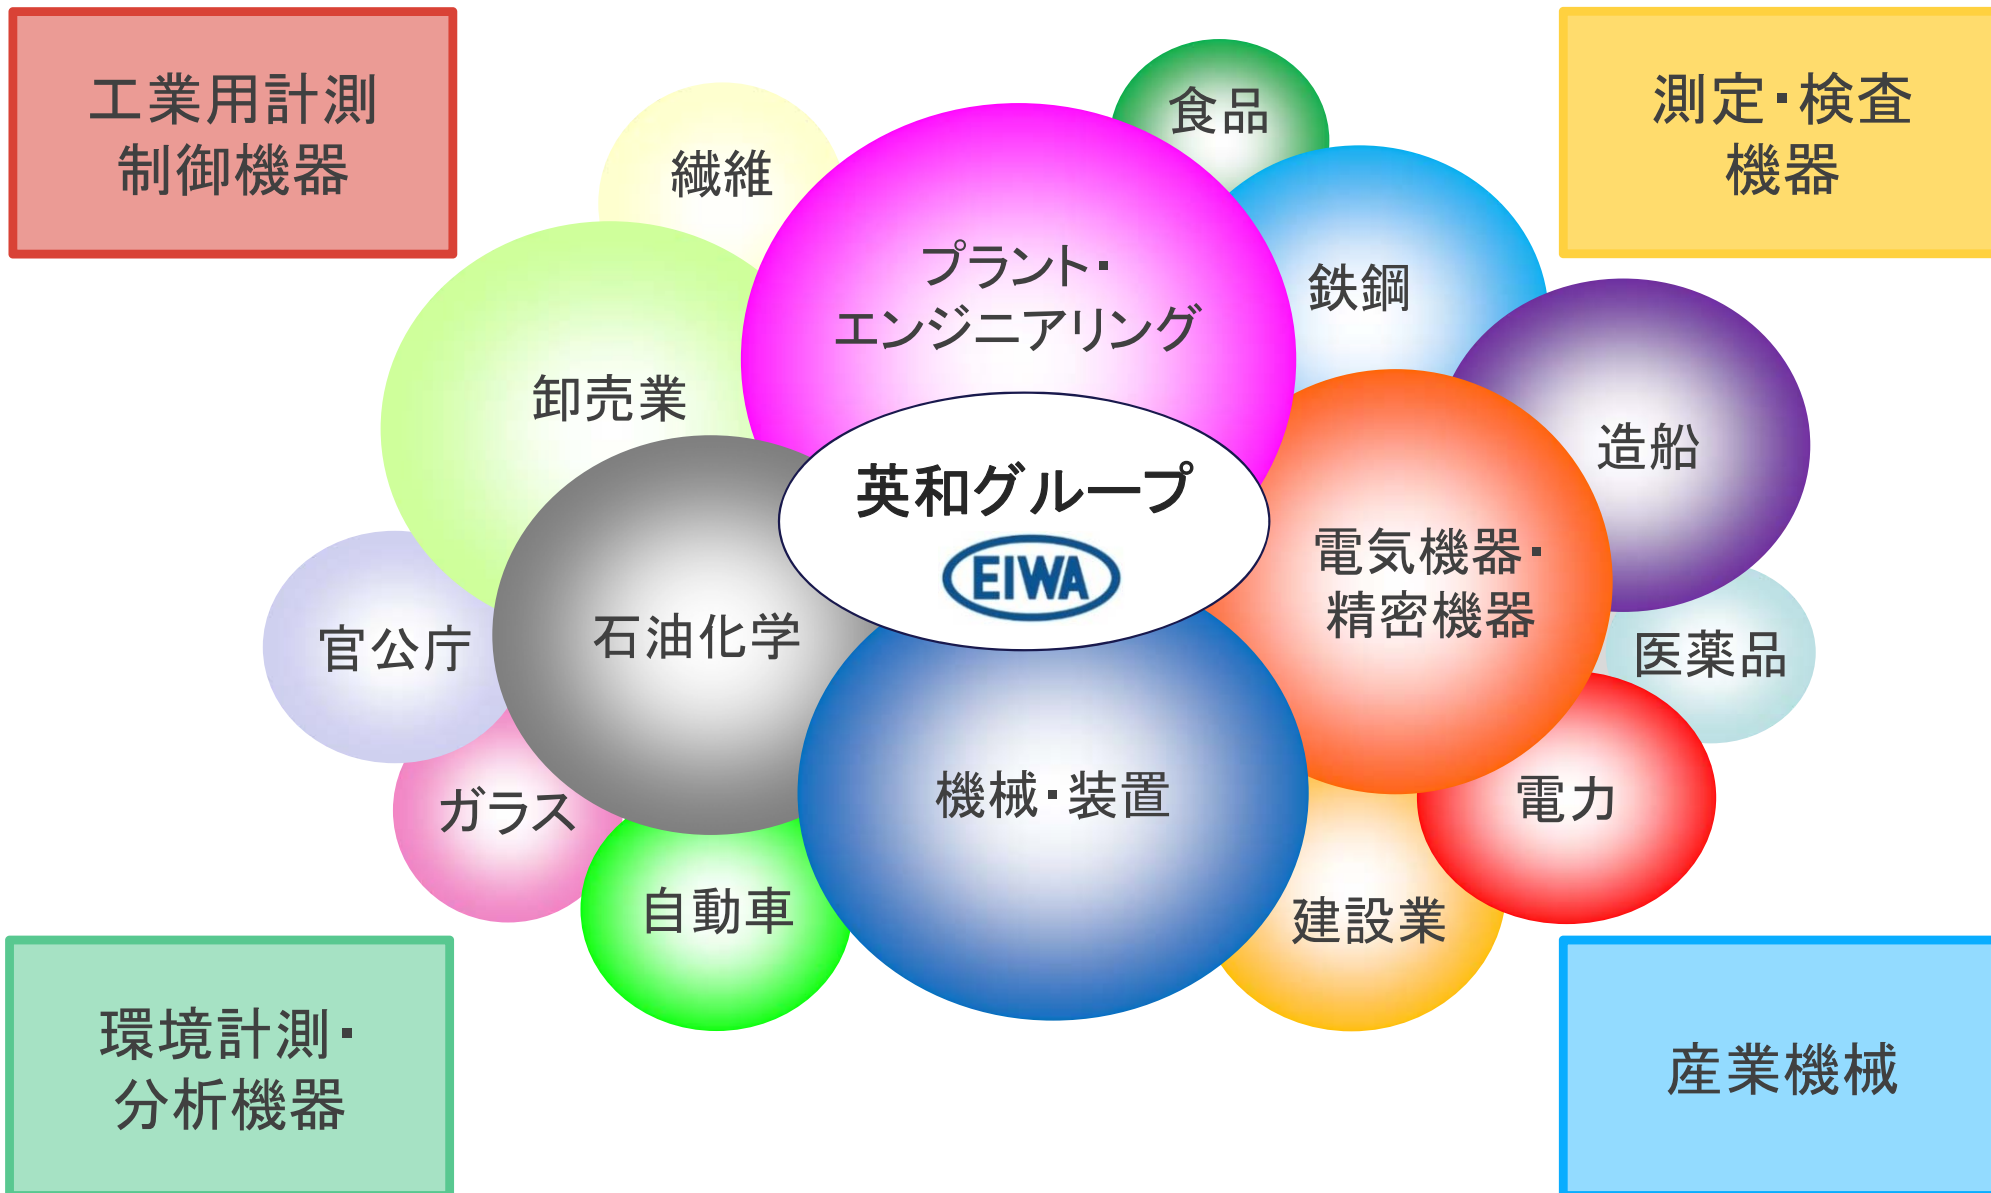 工業用計測
制御機器
測定・検査
機器
食品
繊維
プラント・
エンジニアリング
鉄鋼
卸売業
造船
英和グループ
EIWA
電気機器・
精密機器
石油化学
官公庁
医薬品
機械・装置
電力
ガラス
自動車
建設業
環境計測・
分析機器
産業機械